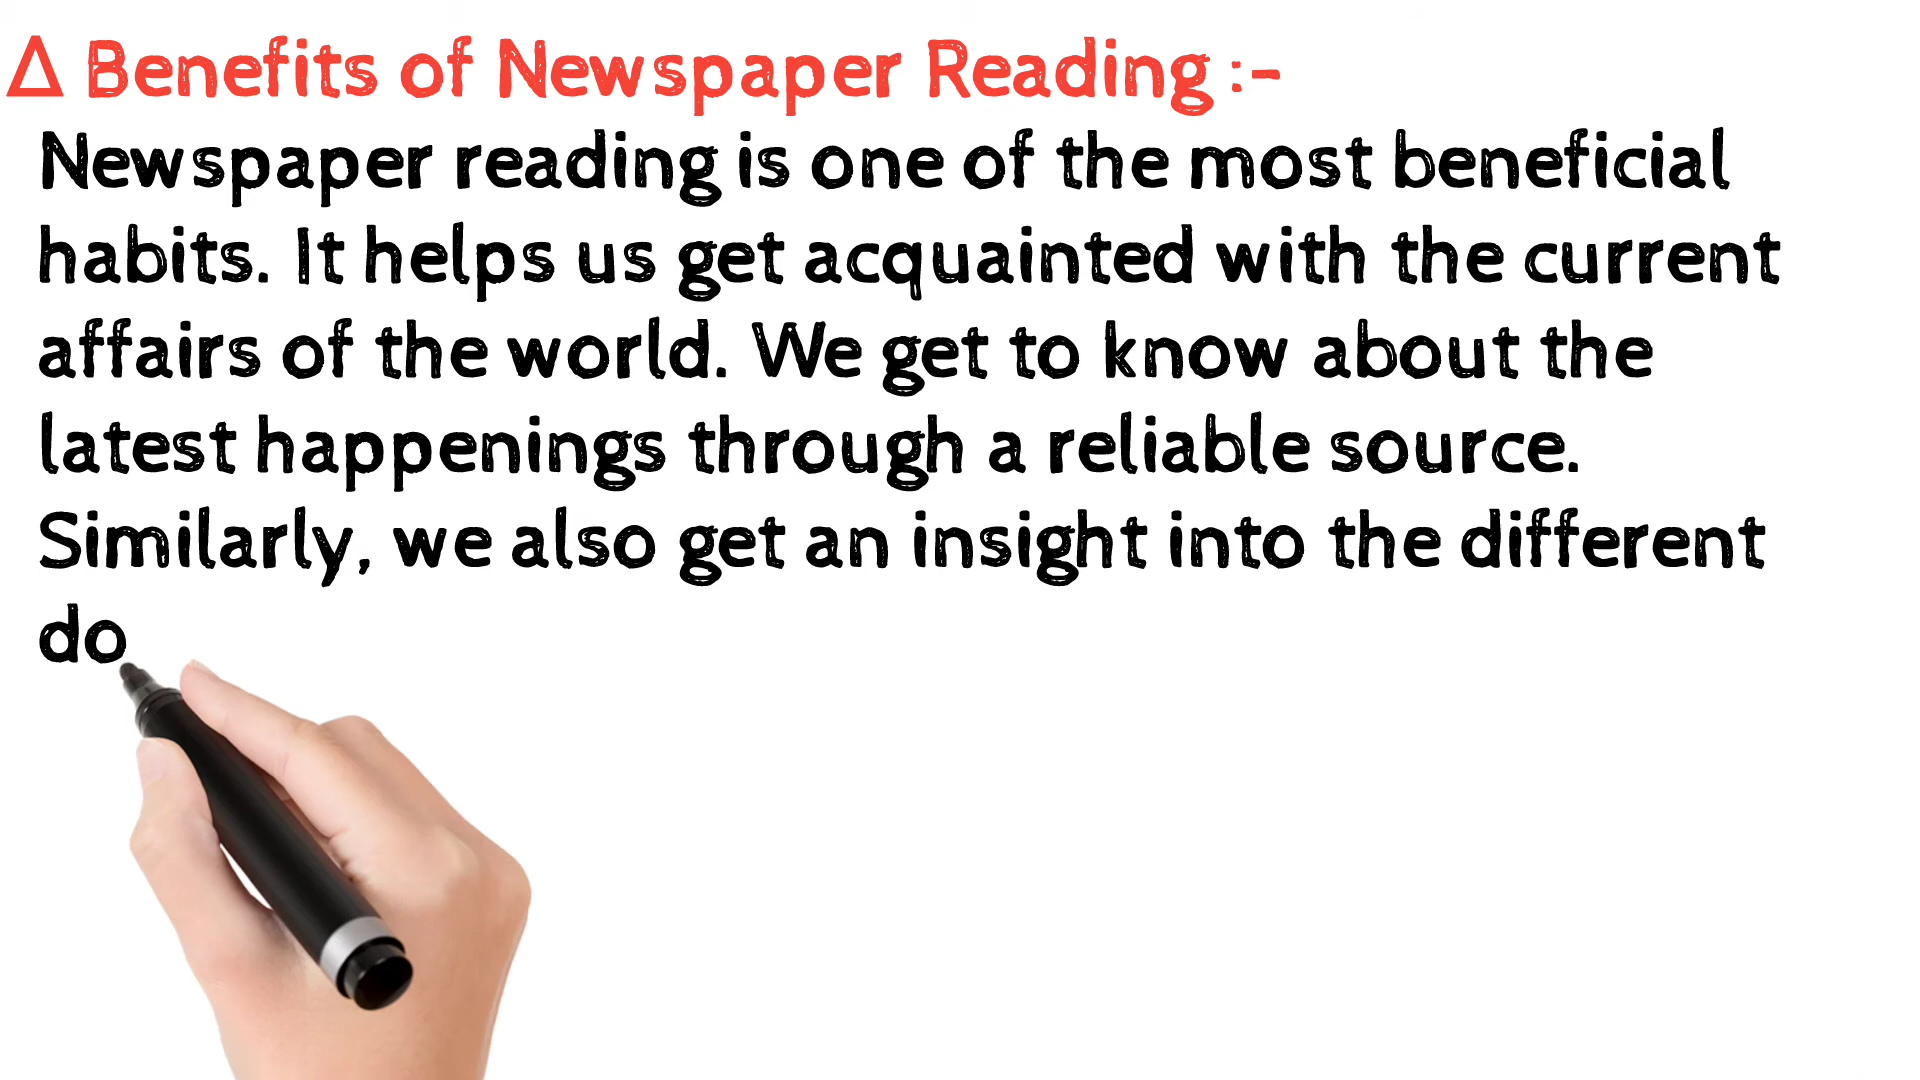 Δ Benefits of Newspaper Reading :-
Newspaper reading is one of the most beneficial
habits. It helps us get acquainted with the current
affairs of the world. We get to know about the
latest happenings through a reliable source.
Similarly, we also get an insight into the different
do